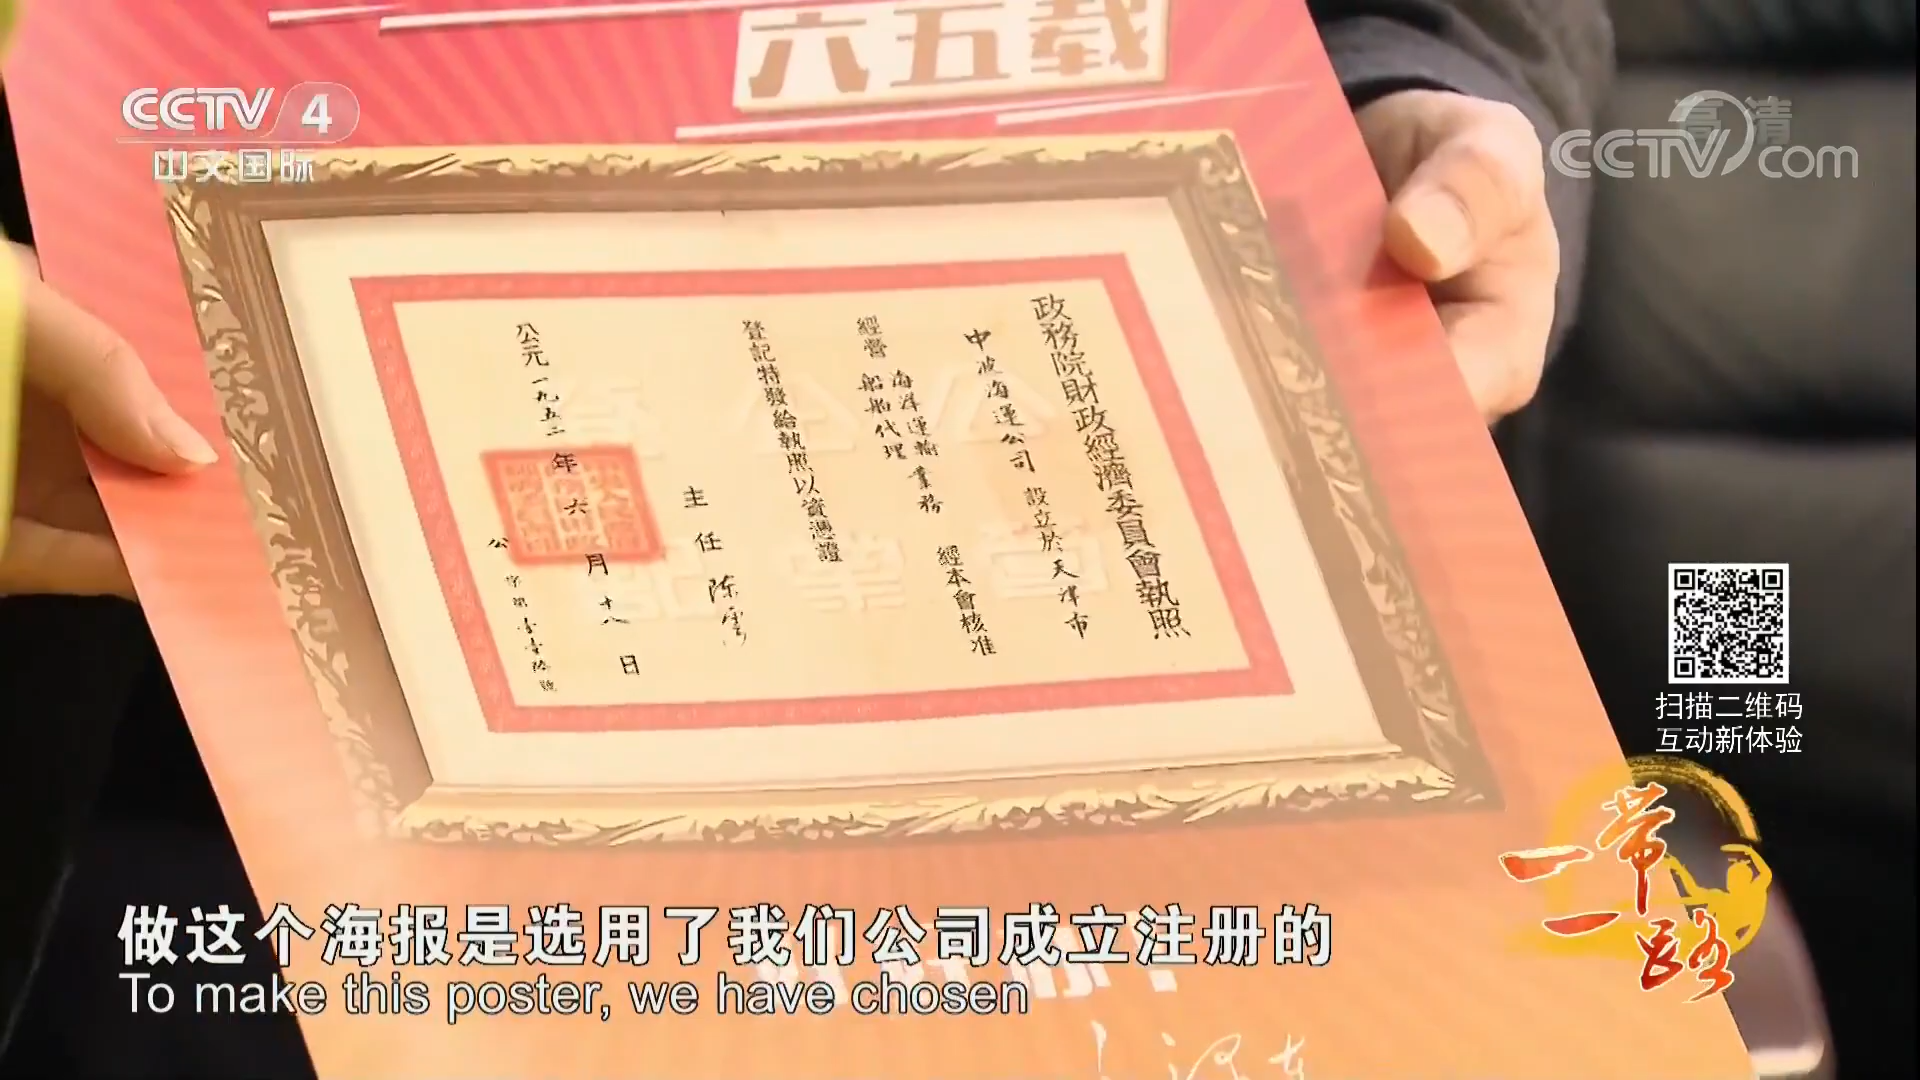 六五载
CCTV 4
中文国际
高清
CCTV com
政務院財政經濟委員會執照
中波海運公司 設立於天津市
經營 海洋運輸業務
船舶代理
經本會核准
登記特發給執照以資憑證
主任 陈雲
公元一九五二年六月十八日
扫描二维码
互动新体验
一带一路
做这个海报是选用了我们公司成立注册的
To make this poster, we have chosen